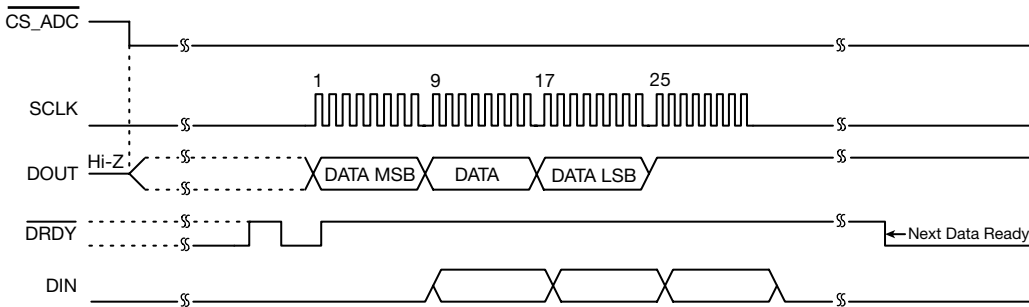 CS_ADC
1 9 17 25
SCLK
Hi-Z
DOUT
DATA MSB DATA DATA LSB
DRDY
Next Data Ready
DIN